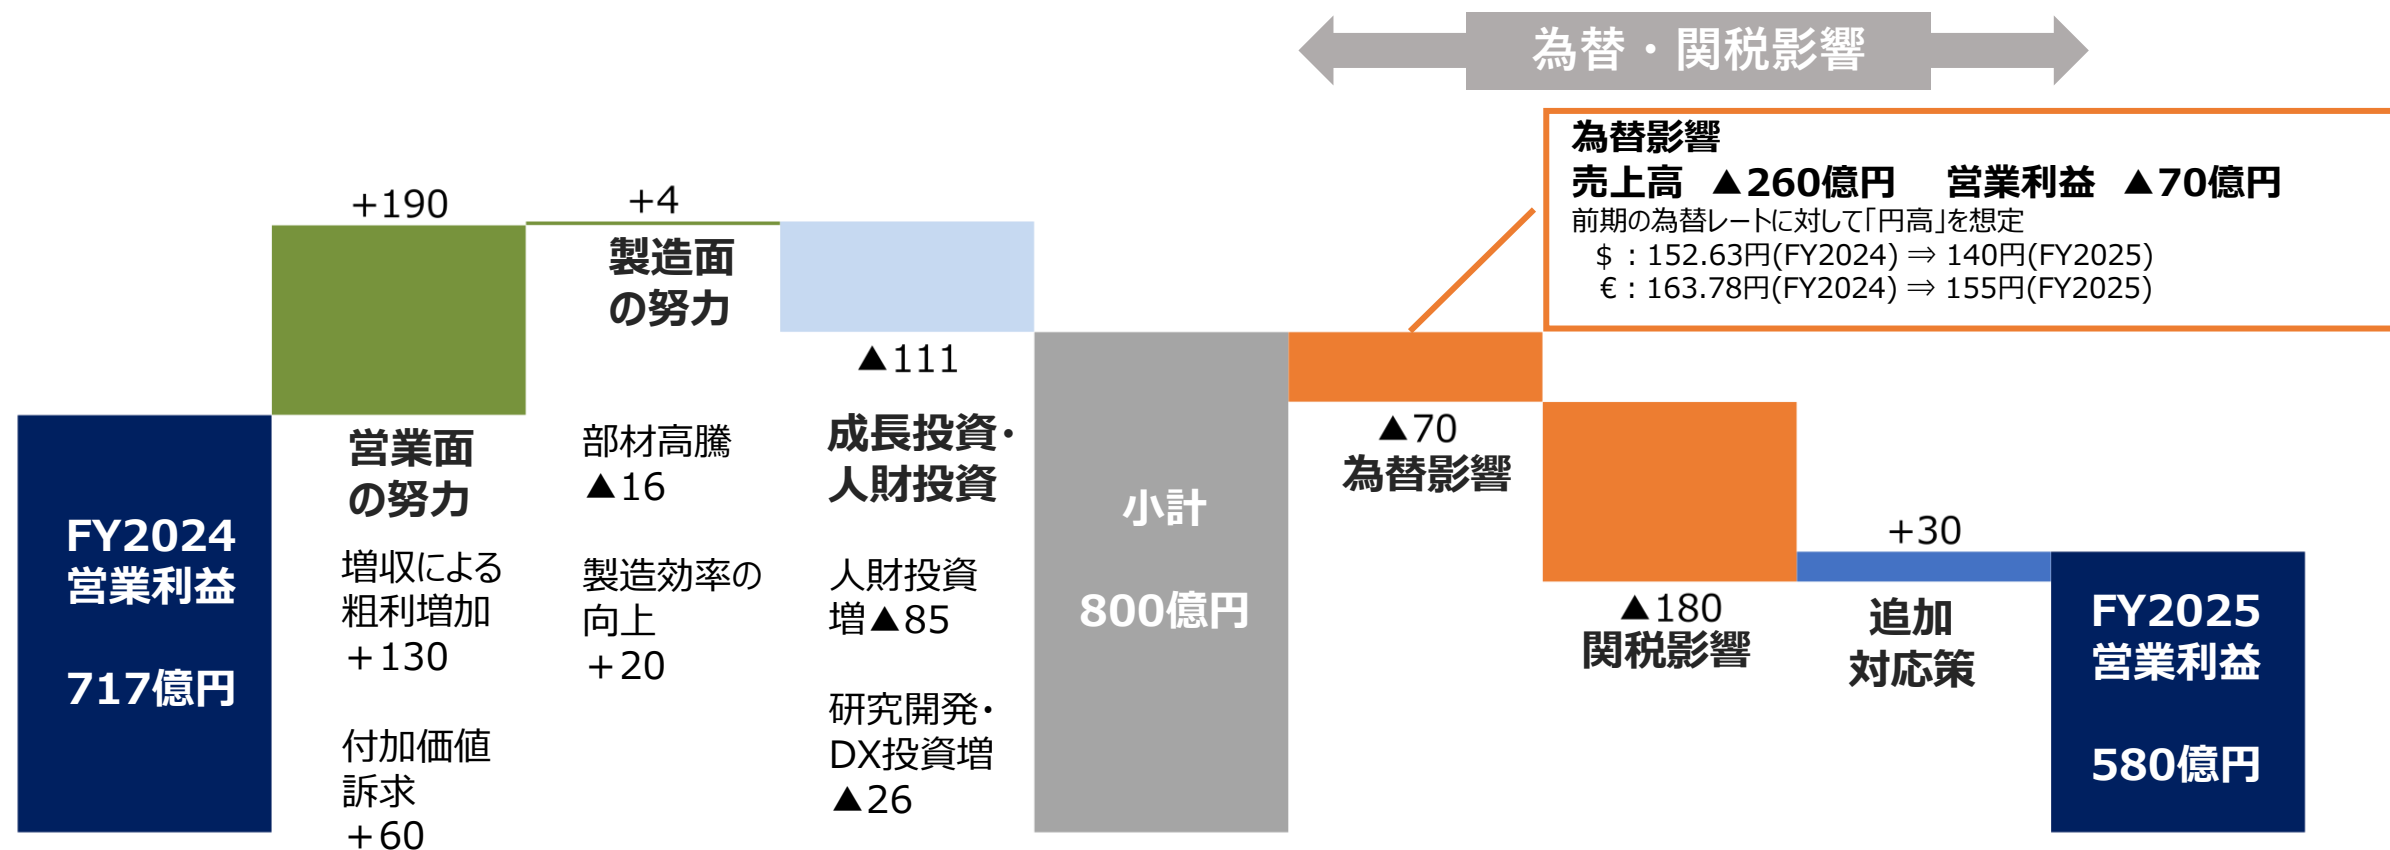 為替・関税影響
為替影響
売上高 ▲260億円 営業利益 ▲70億円
前期の為替レートに対して「円高」を想定
$ : 152.63円(FY2024) ⇒ 140円(FY2025)
€ : 163.78円(FY2024) ⇒ 155円(FY2025)
FY2024
営業利益
717億円
+190
営業面
の努力
増収による
粗利増加
+130
付加価値
訴求
+60
+4
製造面
の努力
部材高騰
▲16
製造効率の
向上
+20
▲111
成長投資・
人財投資
人財投資
増▲85
研究開発・
DX投資増
▲26
小計
800億円
▲70
為替影響
▲180
関税影響
+30
追加
対応策
FY2025
営業利益
580億円